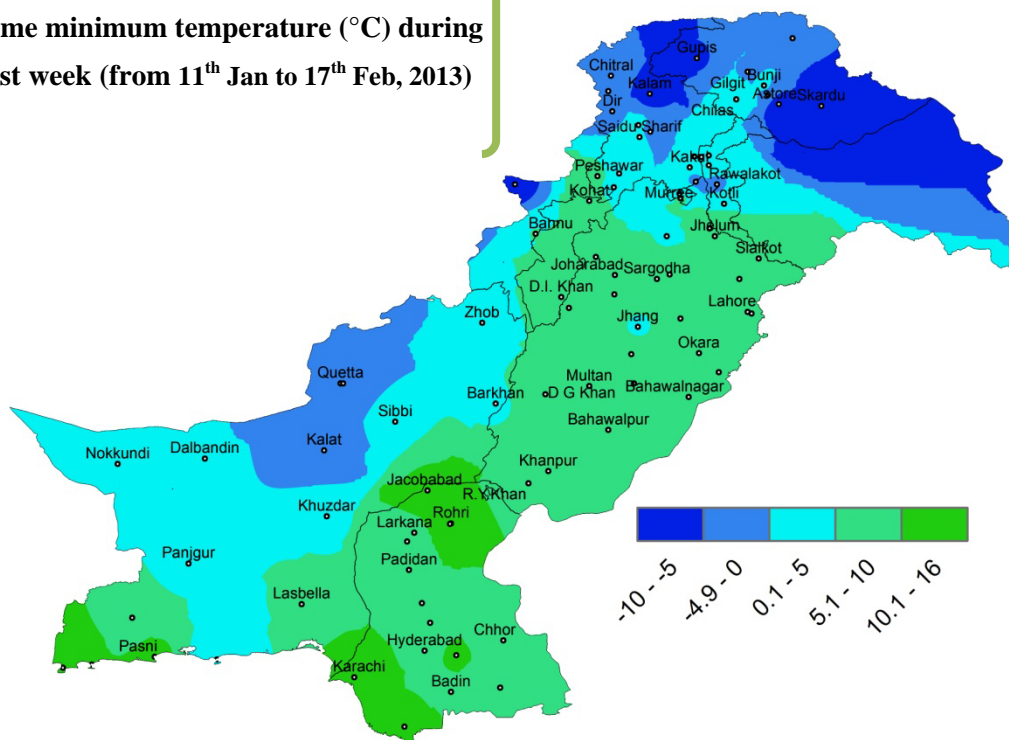 me minimum temperature (°C) during
st week (from 11th Jan to 17th Feb, 2013)
Gupis
Chitral
Bunji
Kalam
Gilgit
Astore Skardu
Dir
Chilas
Saidu Sharif
Peshawar
Rawalakot
Kohat
Murree
Kotli
Bannu
Jhalum
Sialkot
Joharabad
Sargodha
D.I. Khan
Lahore
Zhob
Jhang
Okara
Quetta
Multan
Bahawalnagar
Barkhan
D G Khan
Sibbi
Bahawalpur
Kalat
Dalbandin
Nokkundi
Khanpur
Jacobabad
R.Y.Khan
Khuzdar
Rohri
Larkana
Panjgur
Padidan
Lasbella
Chhor
Hyderabad
Pasni
Karachi
Badin
-10 - -5
-4.9 - 0
0.1 - 5
5.1 - 10
10.1 - 16